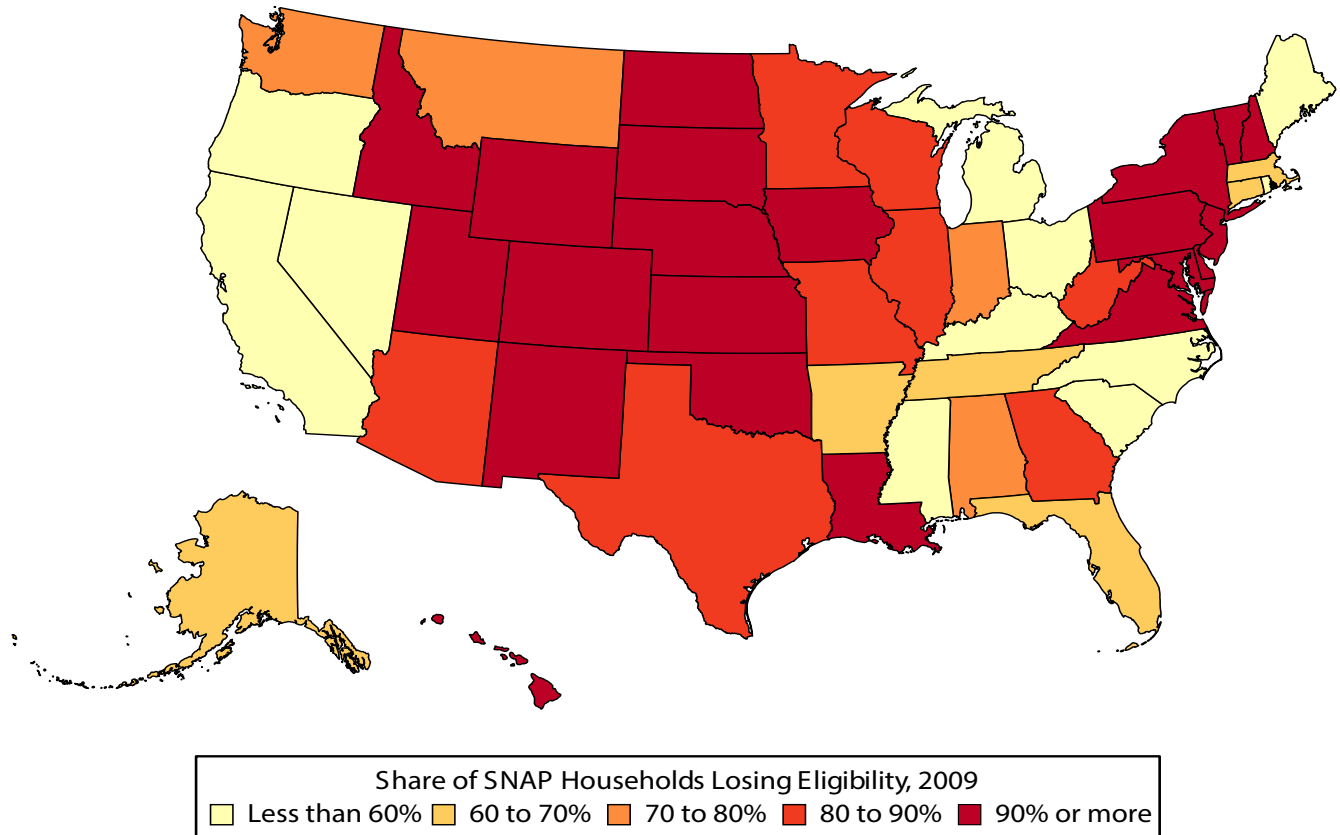 Share of SNAP Households Losing Eligibility, 2009
Less than 60% 60 to 70% 70 to 80% 80 to 90% 90% or more